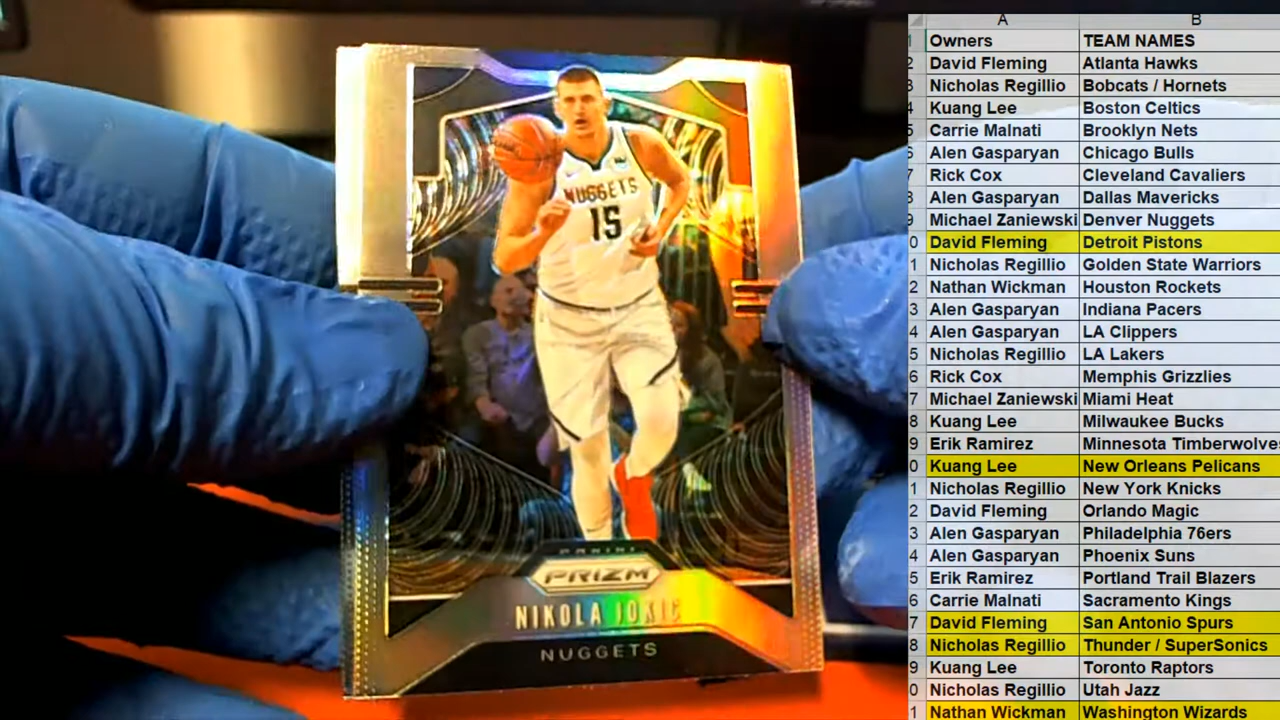 NUGGETS
15
PANINI
PRIZM
NIKOLA JOKIC
NUGGETS
A B
1 Owners TEAM NAMES
2 David Fleming Atlanta Hawks
3 Nicholas Regillio Bobcats / Hornets
4 Kuang Lee Boston Celtics
5 Carrie Malnati Brooklyn Nets
6 Alen Gasparyan Chicago Bulls
7 Rick Cox Cleveland Cavaliers
8 Alen Gasparyan Dallas Mavericks
9 Michael Zaniewski Denver Nuggets
0 David Fleming Detroit Pistons
1 Nicholas Regillio Golden State Warriors
2 Nathan Wickman Houston Rockets
3 Alen Gasparyan Indiana Pacers
4 Alen Gasparyan LA Clippers
5 Nicholas Regillio LA Lakers
6 Rick Cox Memphis Grizzlies
7 Michael Zaniewski Miami Heat
8 Kuang Lee Milwaukee Bucks
9 Erik Ramirez Minnesota Timberwolves
0 Kuang Lee New Orleans Pelicans
1 Nicholas Regillio New York Knicks
2 David Fleming Orlando Magic
3 Alen Gasparyan Philadelphia 76ers
4 Alen Gasparyan Phoenix Suns
5 Erik Ramirez Portland Trail Blazers
6 Carrie Malnati Sacramento Kings
7 David Fleming San Antonio Spurs
8 Nicholas Regillio Thunder / SuperSonics
9 Kuang Lee Toronto Raptors
0 Nicholas Regillio Utah Jazz
1 Nathan Wickman Washington Wizards